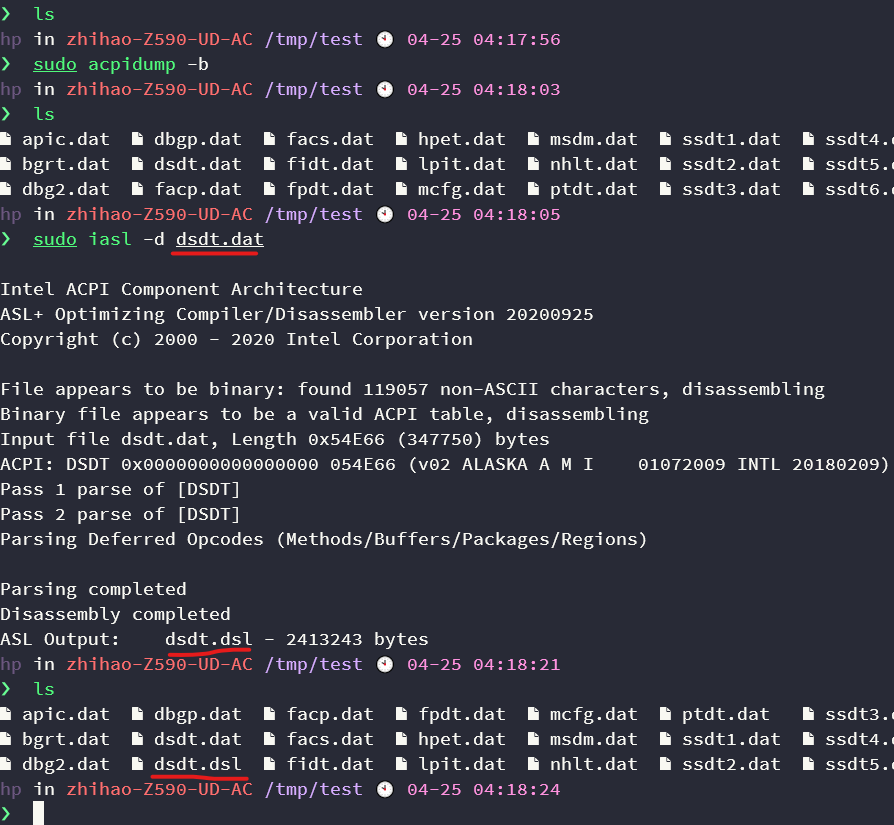 ❯ ls
hp in zhihao-Z590-UD-AC /tmp/test 🕙 04-25 04:17:56
❯ sudo acpidump -b
hp in zhihao-Z590-UD-AC /tmp/test 🕙 04-25 04:18:03
❯ ls
apic.dat dbgp.dat facs.dat hpet.dat msdm.dat ssdt1.dat ssdt4.
bgrt.dat dsdt.dat fidt.dat lpit.dat nhlt.dat ssdt2.dat ssdt5.
dbg2.dat facp.dat fpdt.dat mcfg.dat ptdt.dat ssdt3.dat ssdt6.
hp in zhihao-Z590-UD-AC /tmp/test 🕙 04-25 04:18:05
❯ sudo iasl -d dsdt.dat
Intel ACPI Component Architecture
ASL+ Optimizing Compiler/Disassembler version 20200925
Copyright (c) 2000 - 2020 Intel Corporation
File appears to be binary: found 119057 non-ASCII characters, disassembling
Binary file appears to be a valid ACPI table, disassembling
Input file dsdt.dat, Length 0x54E66 (347750) bytes
ACPI: DSDT 0x0000000000000000 054E66 (v02 ALASKA A M I    01072009 INTL 20180209)
Pass 1 parse of [DSDT]
Pass 2 parse of [DSDT]
Parsing Deferred Opcodes (Methods/Buffers/Packages/Regions)
Parsing completed
Disassembly completed
ASL Output:    dsdt.dsl - 2413243 bytes
hp in zhihao-Z590-UD-AC /tmp/test 🕙 04-25 04:18:21
❯ ls
apic.dat dbgp.dat facp.dat fpdt.dat mcfg.dat ptdt.dat ssdt3.
bgrt.dat dsdt.dat facs.dat hpet.dat msdm.dat ssdt1.dat ssdt4.
dbg2.dat dsdt.dsl fidt.dat lpit.dat nhlt.dat ssdt2.dat ssdt5.
hp in zhihao-Z590-UD-AC /tmp/test 🕙 04-25 04:18:24
❯